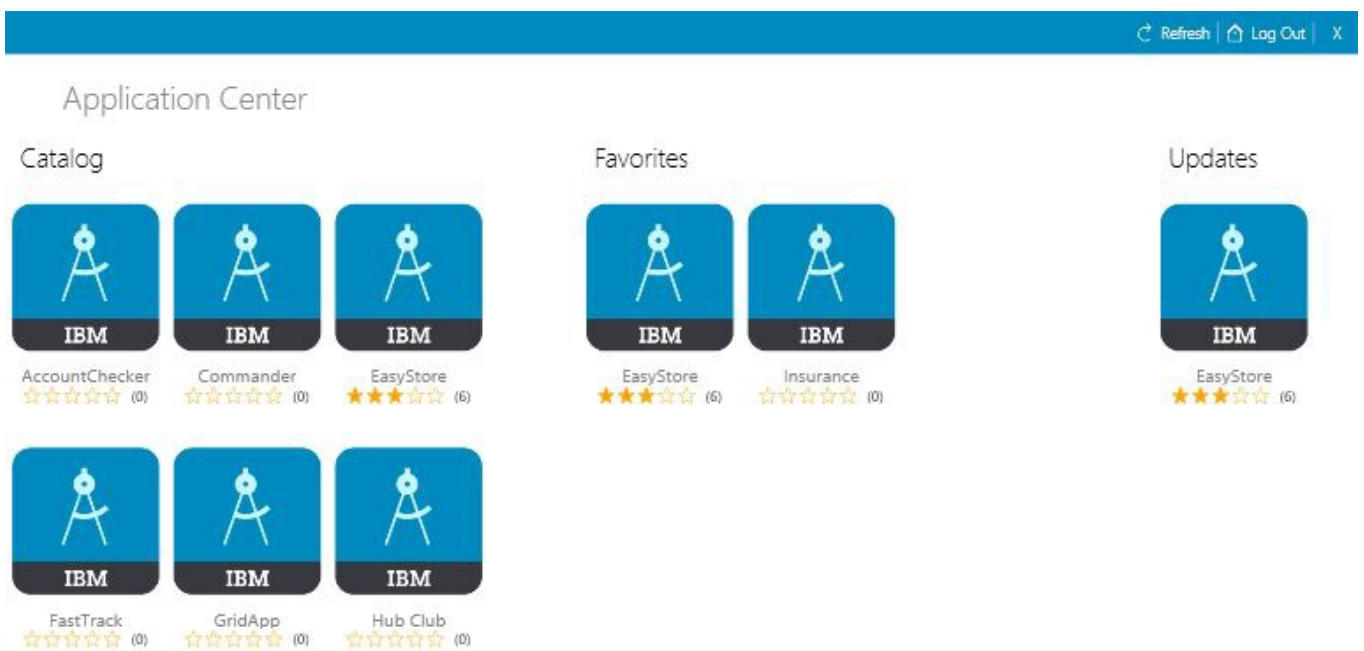 Refresh Log Out X
Application Center
Catalog
IBM IBM IBM
AccountChecker Commander EasyStore
(0) (0) (6)
IBM IBM IBM
FastTrack GridApp Hub Club
(0) (0) (0)
Favorites
IBM IBM
EasyStore Insurance
(6) (0)
Updates
IBM
EasyStore
(6)